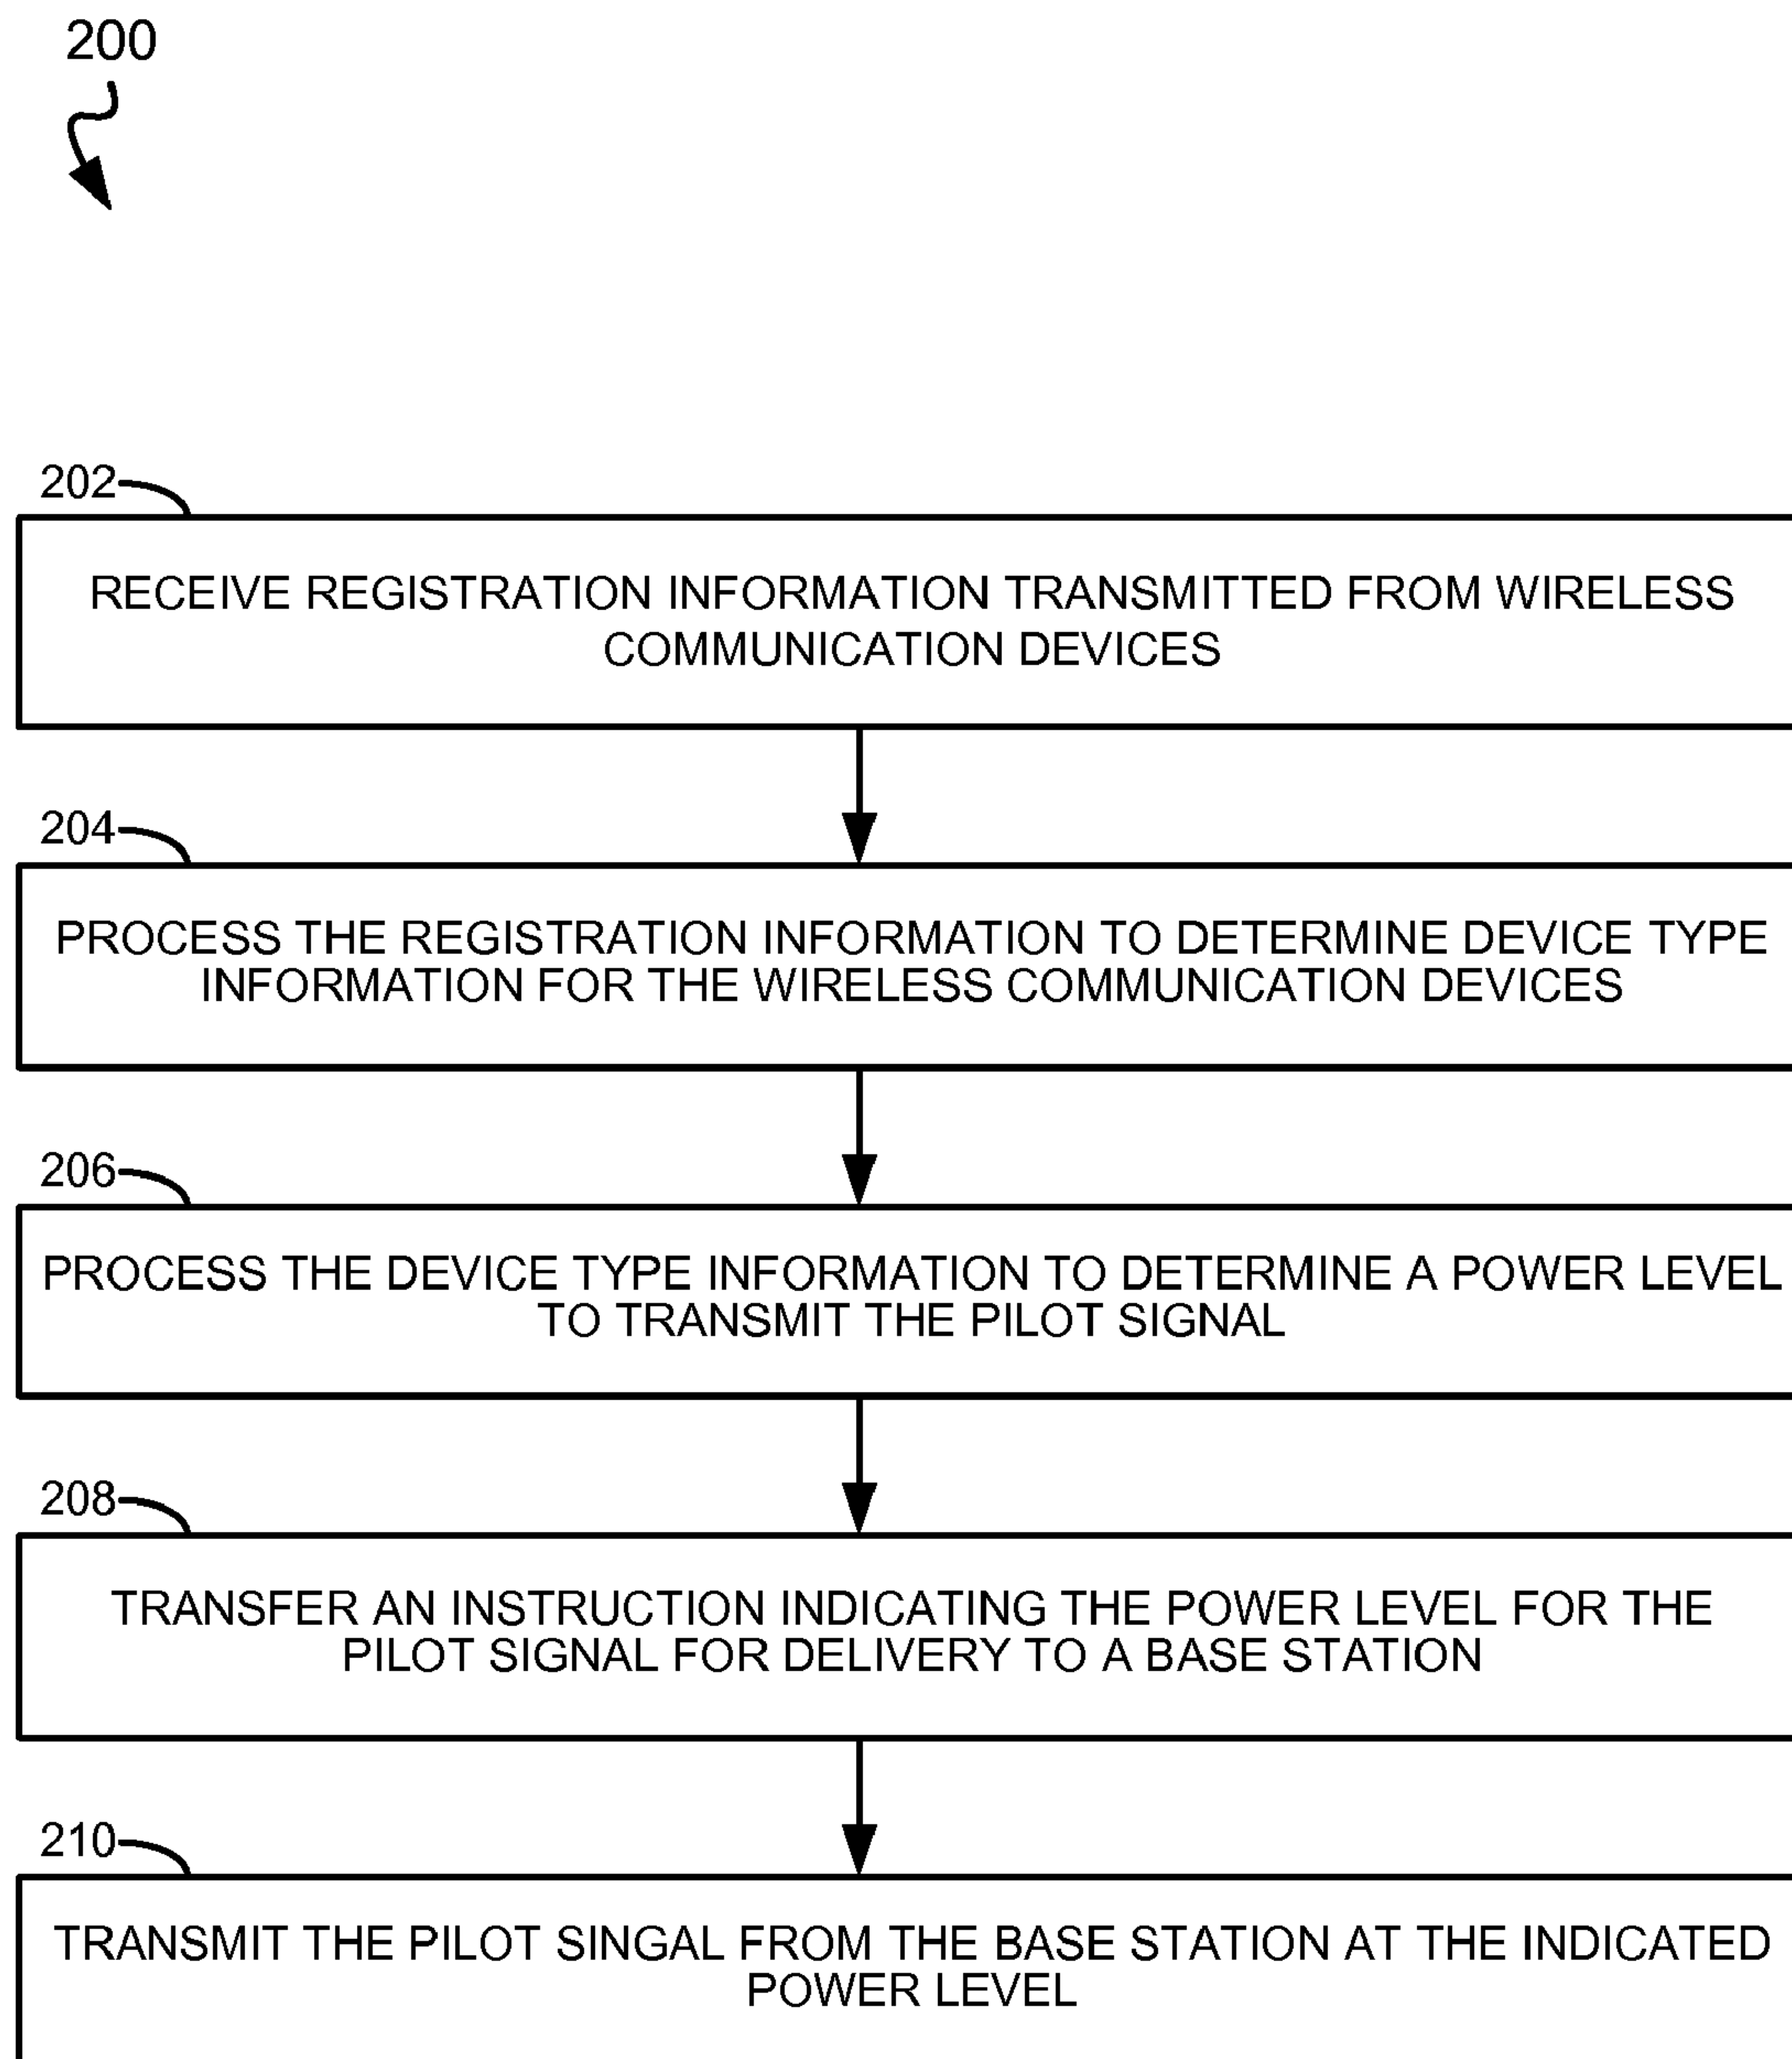 200
202
RECEIVE REGISTRATION INFORMATION TRANSMITTED FROM WIRELESS
COMMUNICATION DEVICES
204
PROCESS THE REGISTRATION INFORMATION TO DETERMINE DEVICE TYPE
INFORMATION FOR THE WIRELESS COMMUNICATION DEVICES
206
PROCESS THE DEVICE TYPE INFORMATION TO DETERMINE A POWER LEVEL
TO TRANSMIT THE PILOT SIGNAL
208
TRANSFER AN INSTRUCTION INDICATING THE POWER LEVEL FOR THE
PILOT SIGNAL FOR DELIVERY TO A BASE STATION
210
TRANSMIT THE PILOT SINGAL FROM THE BASE STATION AT THE INDICATED
POWER LEVEL